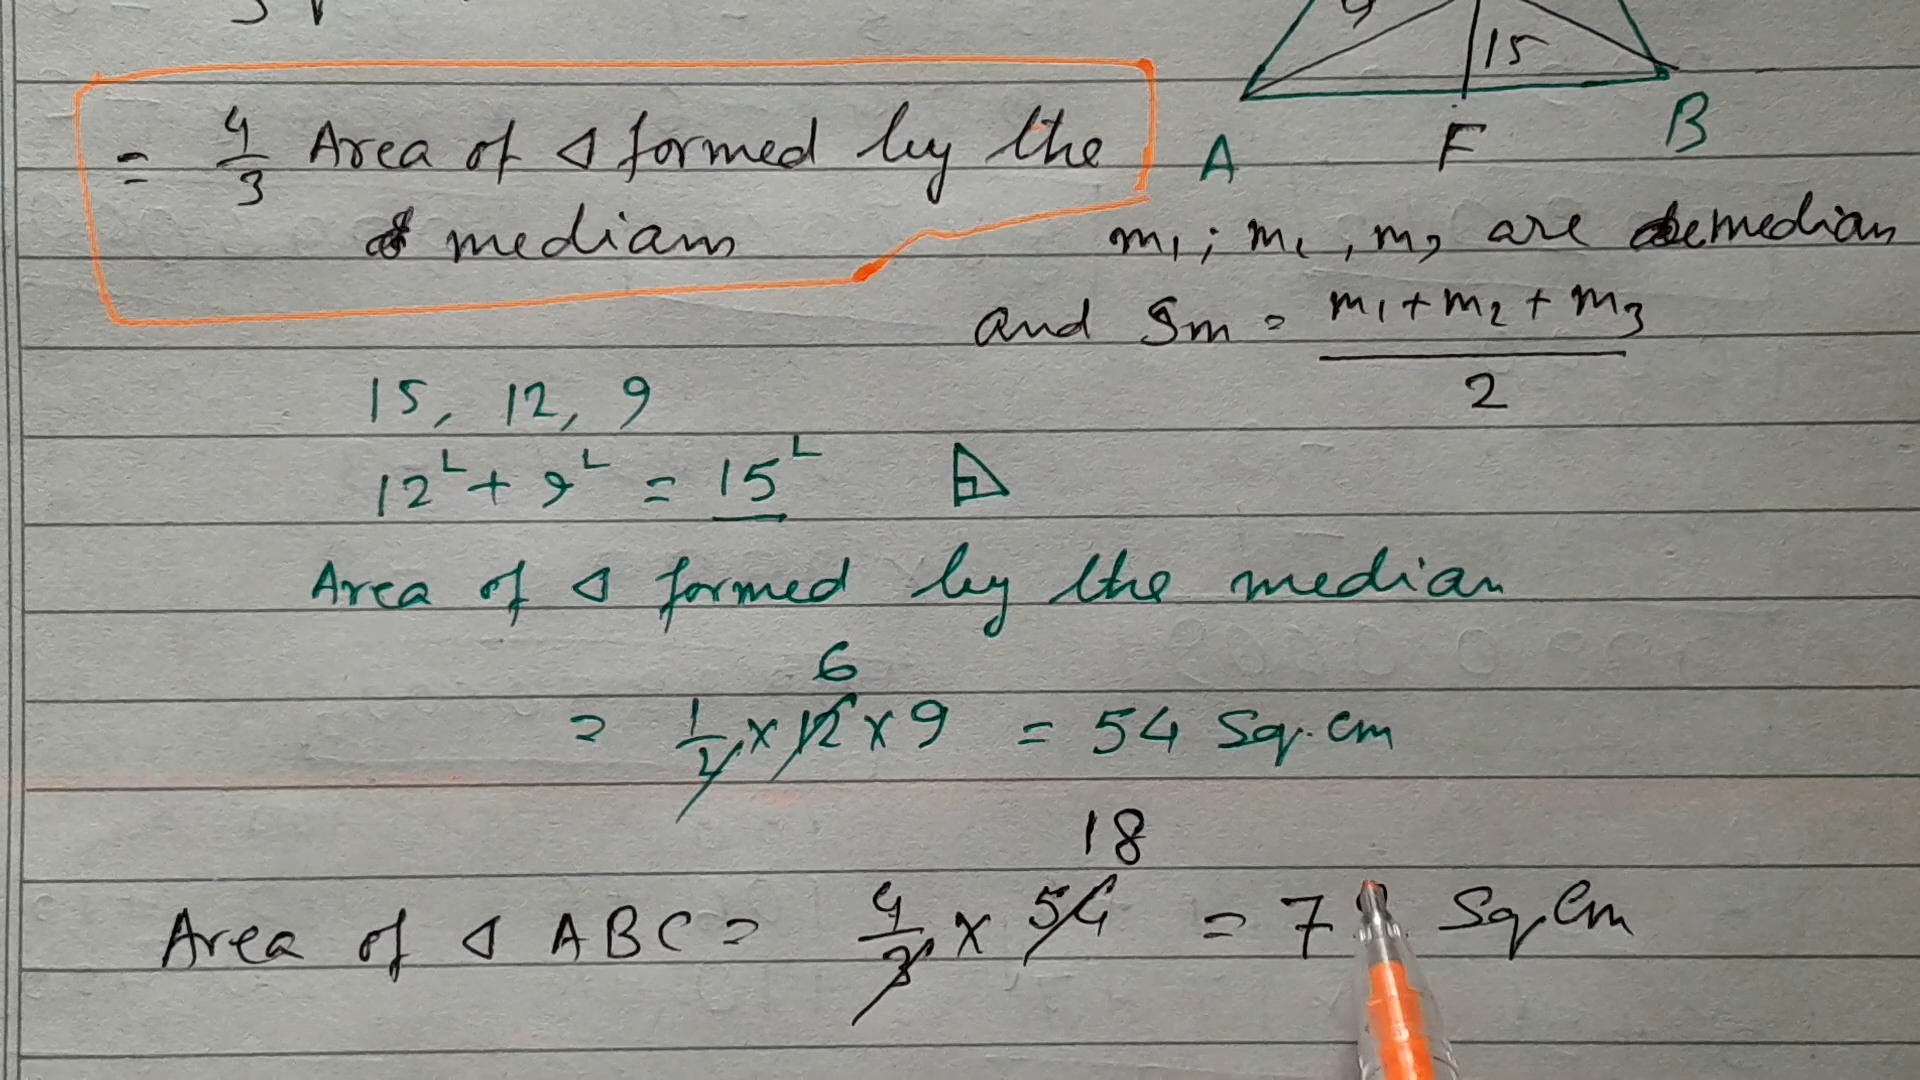 9
15
= 4/3 Area of Δ formed by the
medians
A F B
m1; m2, m3 are median
and Sm = m1 + m2 + m3 / 2
15, 12, 9
12² + 9² = 15²
Area of Δ formed by the median
6
= 1/2 x 12 x 9 = 54 Sq. cm
18
Area of Δ ABC = 4/3 x 54 = 7 Sq cm